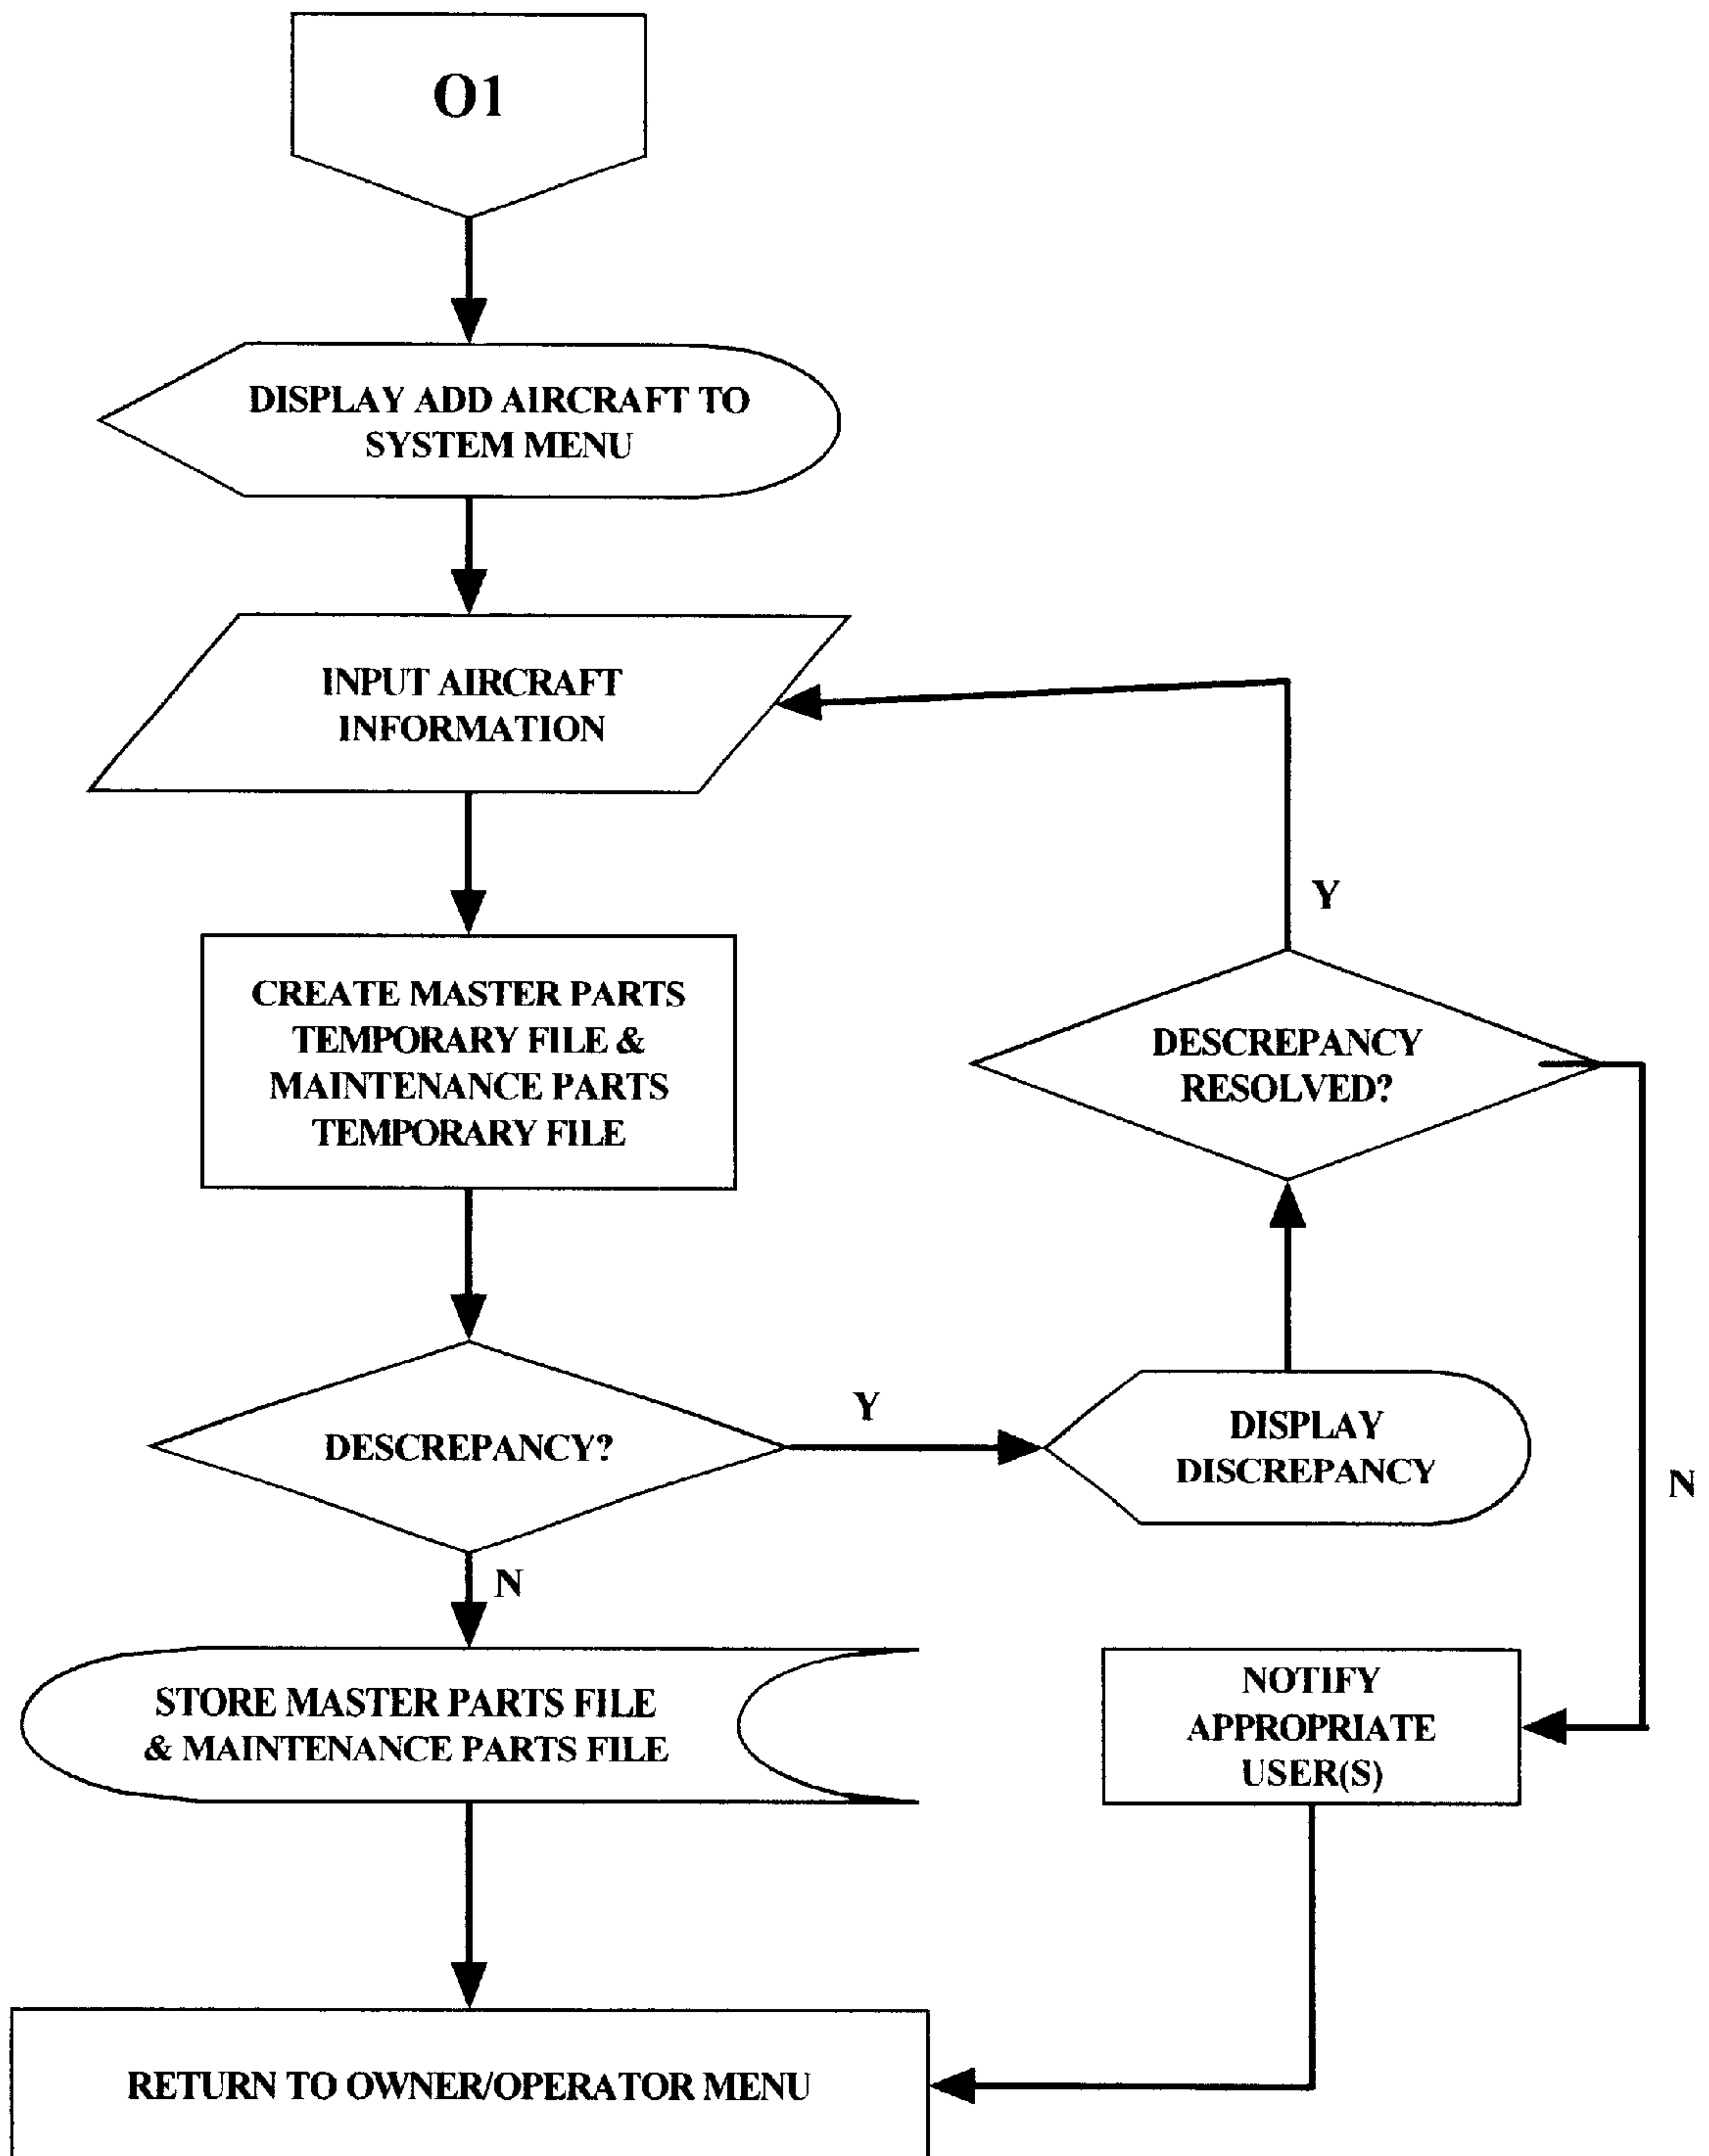 O1
DISPLAY ADD AIRCRAFT TO
SYSTEM MENU
INPUT AIRCRAFT
INFORMATION
CREATE MASTER PARTS
TEMPORARY FILE &
MAINTENANCE PARTS
TEMPORARY FILE
DESCREPANCY?
Y
DISPLAY
DISCREPANCY
DESCREPANCY
RESOLVED?
Y
N
N
STORE MASTER PARTS FILE
& MAINTENANCE PARTS FILE
NOTIFY
APPROPRIATE
USER(S)
RETURN TO OWNER/OPERATOR MENU